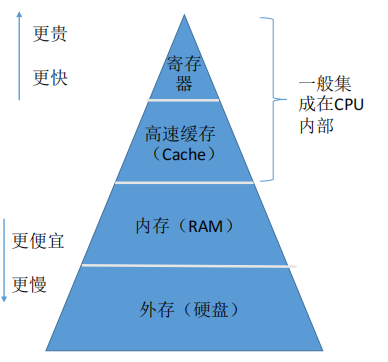 更贵
更快
寄存
器
高速缓存
（Cache）
一般集
成在CPU
内部
内存（RAM）
更便宜
更慢
外存（硬盘）